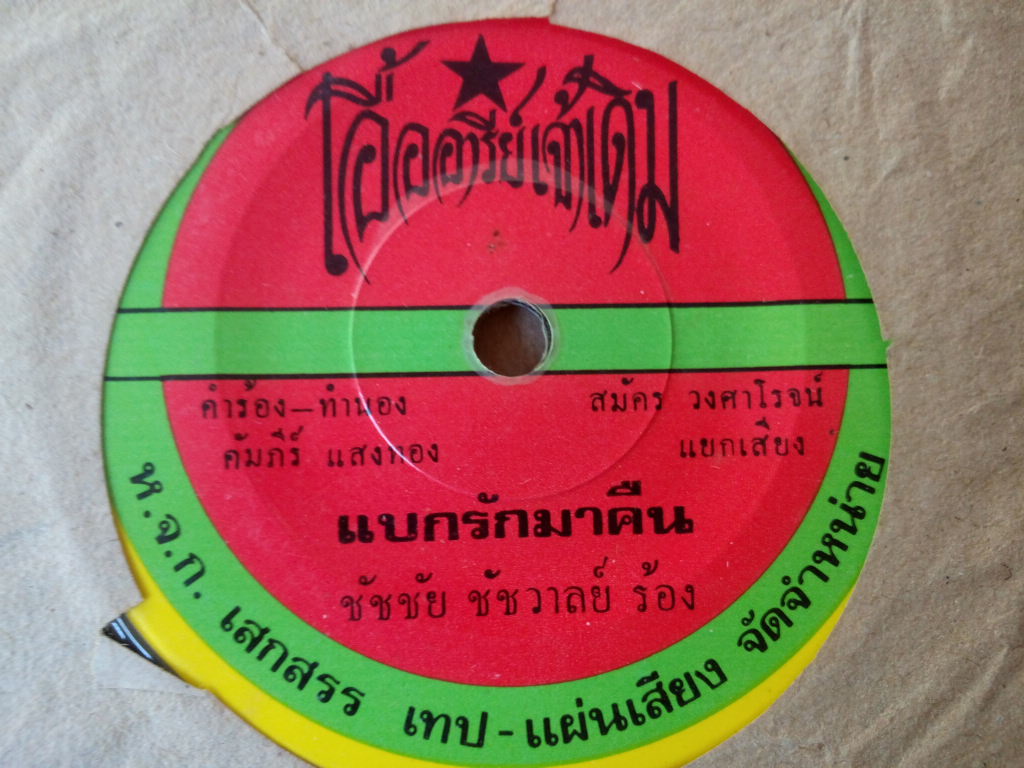 โอ้ออารีย์เจ้าเดิม
คำร้อง-ทำนอง
คัมภีร์ แสงทอง
สมัคร วงศาโรจน์
แยกเสียง
แบกรักมาคืน
ชัชชัย ชัชวาลย์ ร้อง
ห.จ.ก. เสกสรร เทป-แผ่นเสียง จัดจำหน่าย